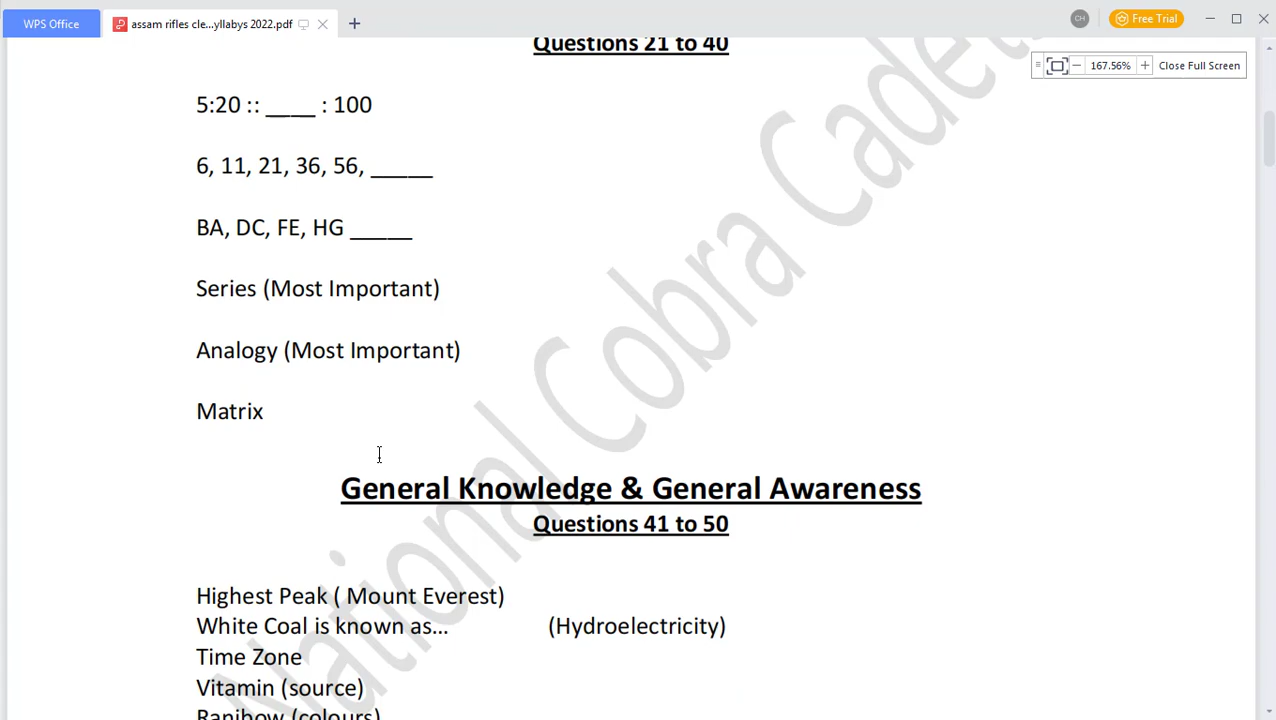 WPS Office
assam rifles cle...yllabys 2022.pdf
CH
Free Trial
167.56%
Close Full Screen
Questions 21 to 40
5:20 :: ____ : 100
6, 11, 21, 36, 56, _____
BA, DC, FE, HG _____
Series (Most Important)
Analogy (Most Important)
Matrix
General Knowledge & General Awareness
Questions 41 to 50
Highest Peak ( Mount Everest)
White Coal is known as... (Hydroelectricity)
Time Zone
Vitamin (source)
Ranibow (colours)
National Cobra Cadets